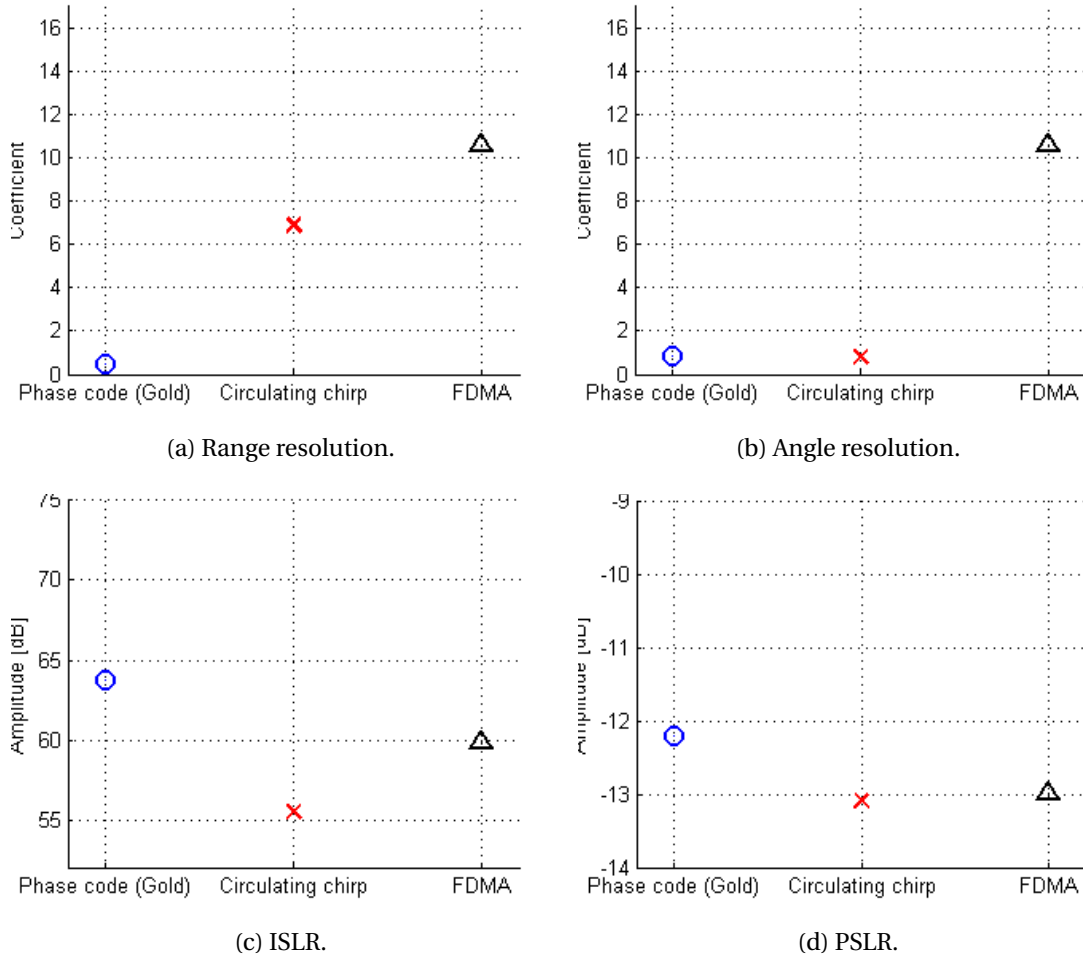 16
14
12
10
8
6
4
2
0
Coefficient
Phase code (Gold) Circulating chirp FDMA
(a) Range resolution.
16
14
12
10
8
6
4
2
0
Coefficient
Phase code (Gold) Circulating chirp FDMA
(b) Angle resolution.
75
70
65
60
55
Amplitude [dB]
Phase code (Gold) Circulating chirp FDMA
(c) ISLR.
-9
-10
-11
-12
-13
-14
Amplitude [dB]
Phase code (Gold) Circulating chirp FDMA
(d) PSLR.